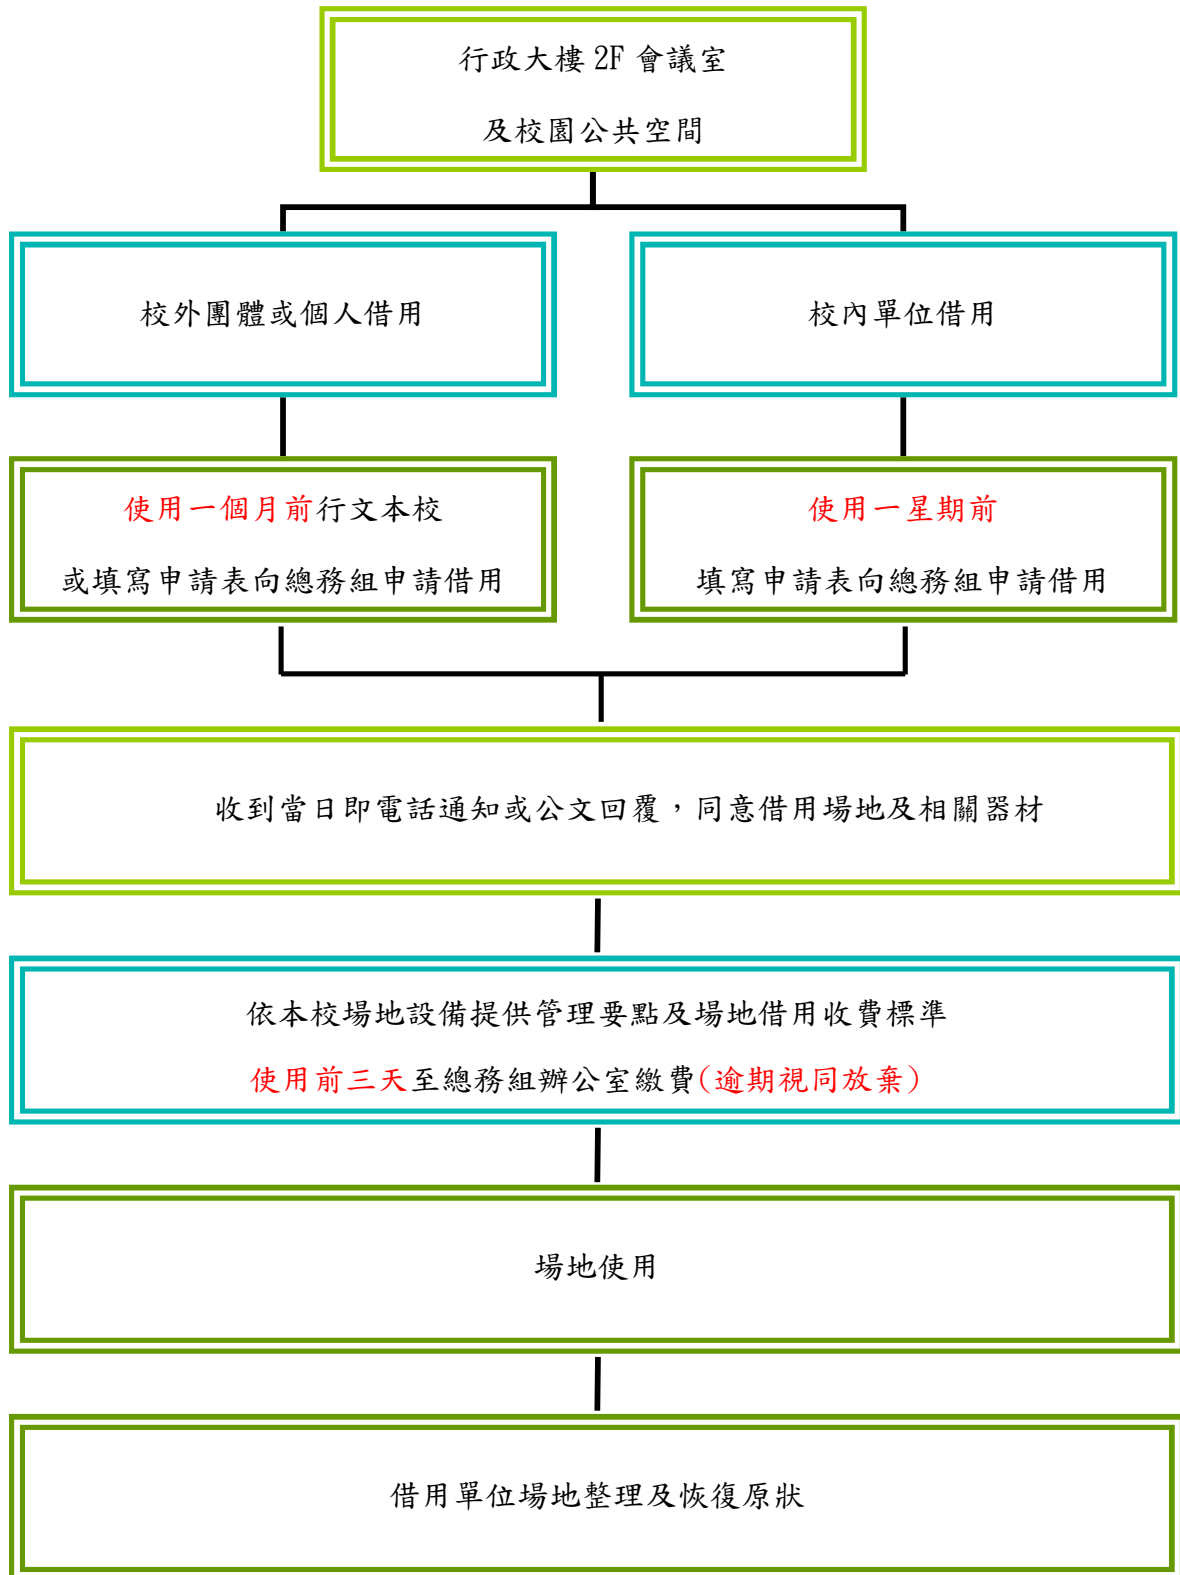 行政大樓 2F 會議室
及校園公共空間
校外團體或個人借用
校內單位借用
使用一個月前行文本校
或填寫申請表向總務組申請借用
使用一星期前
填寫申請表向總務組申請借用
收到當日即電話通知或公文回覆，同意借用場地及相關器材
依本校場地設備提供管理要點及場地借用收費標準
使用前三天至總務組辦公室繳費(逾期視同放棄)
場地使用
借用單位場地整理及恢復原狀